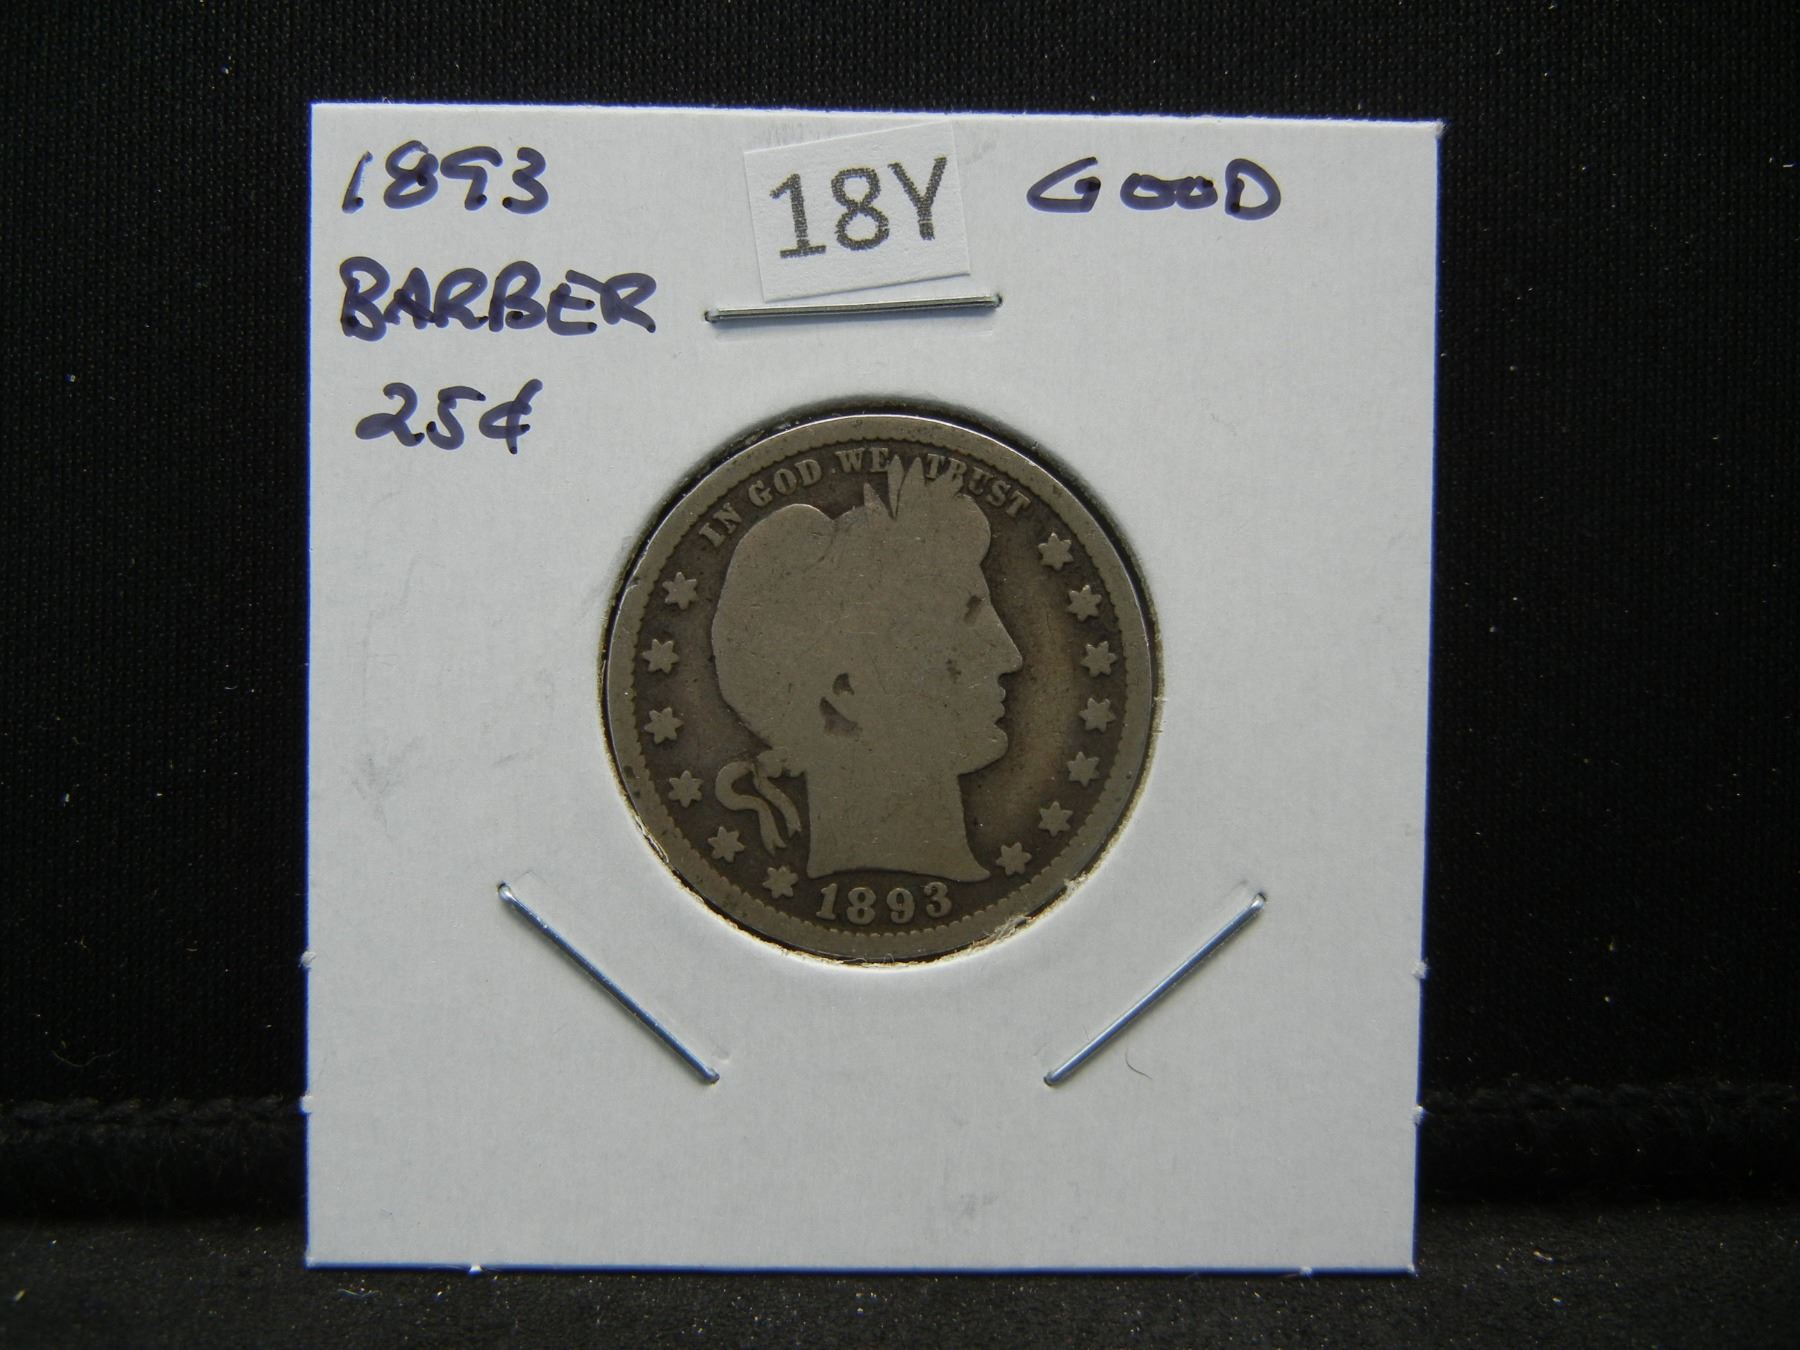 1893
BARBER
25¢
18Y
GOOD
IN GOD WE TRUST
1893